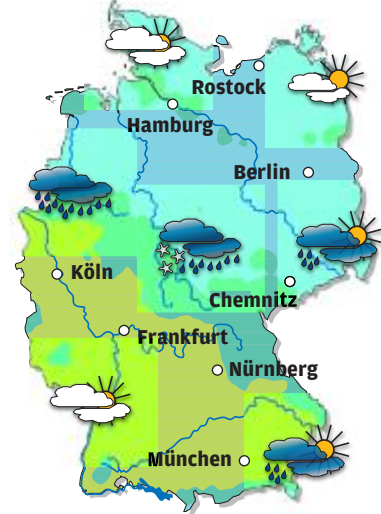 Rostock
Hamburg
Berlin
Köln
Chemnitz
Frankfurt
Nürnberg
München